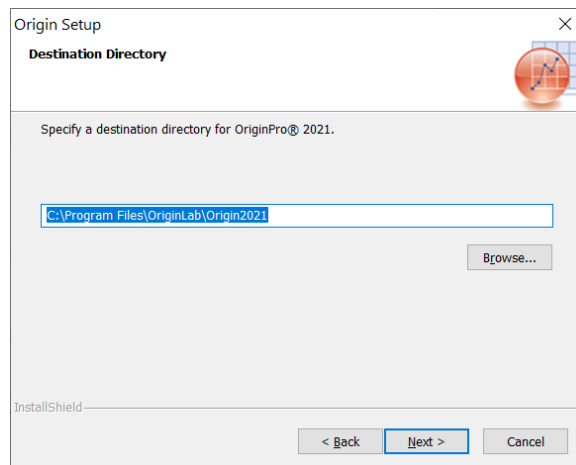 Origin Setup
Destination Directory
Specify a destination directory for OriginPro® 2021.
C:\Program Files\OriginLab\Origin2021
Browse...
InstallShield
< Back
Next >
Cancel